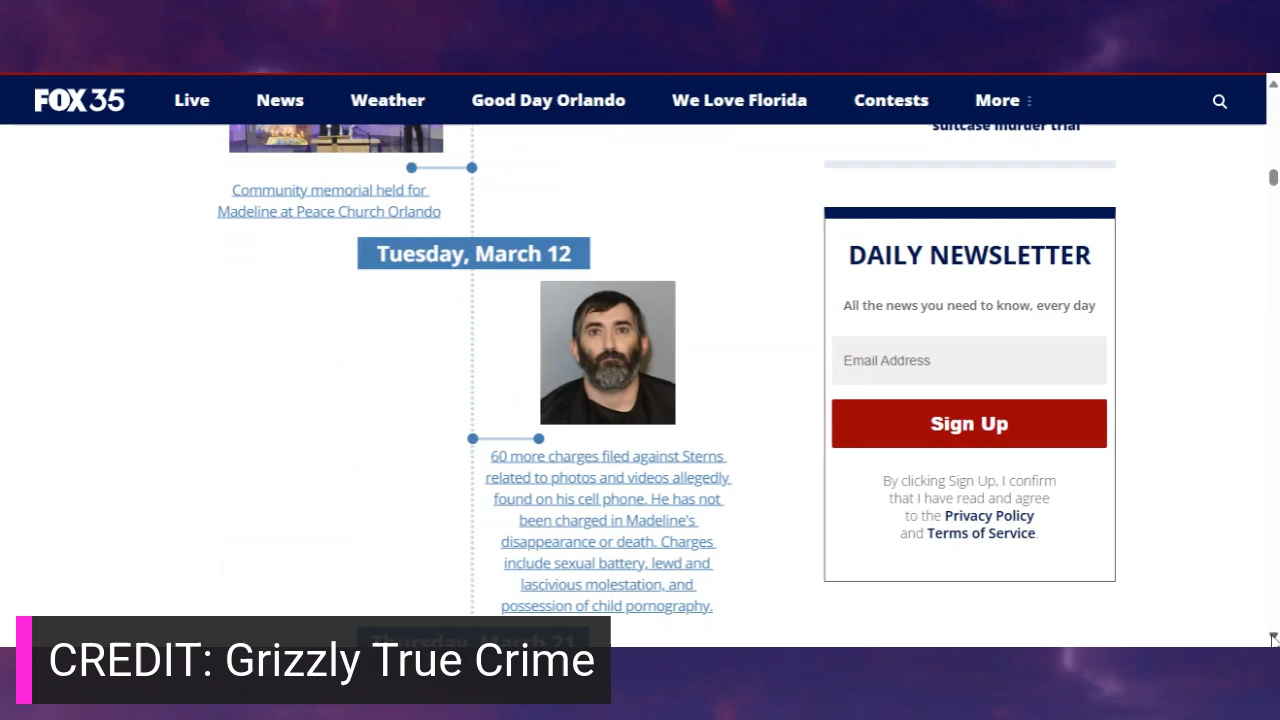 FOX 35
Live
News
Weather
Good Day Orlando
We Love Florida
Contests
More
suitcase murder trial
Community memorial held for
Madeline at Peace Church Orlando
Tuesday, March 12
60 more charges filed against Sterns
related to photos and videos allegedly
found on his cell phone. He has not
been charged in Madeline's
disappearance or death. Charges
include sexual battery, lewd and
lascivious molestation, and
possession of child pornography.
Thursday, March 21
DAILY NEWSLETTER
All the news you need to know, every day
Email Address
Sign Up
By clicking Sign Up, I confirm
that I have read and agree
to the Privacy Policy
and Terms of Service.
CREDIT: Grizzly True Crime